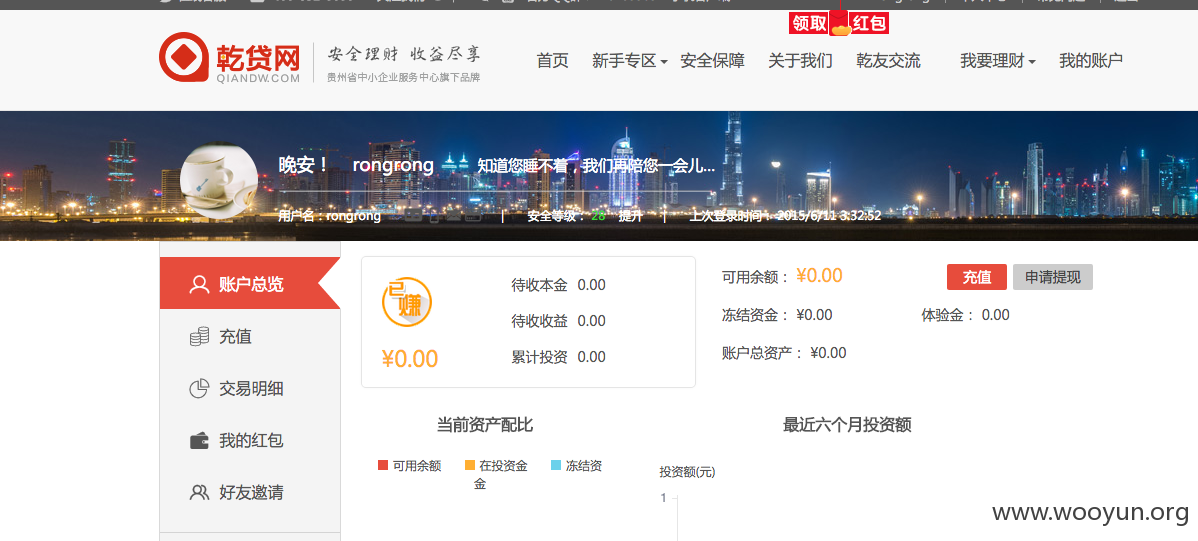 领取 红包
乾贷网
QIANDW.COM
安全理财 收益尽享
贵州省中小企业服务中心旗下品牌
首页 新手专区 安全保障 关于我们 乾友交流 我要理财 我的账户
晚安！ rongrong 知道您睡不着，我们再陪您一会儿...
用户名：rongrong | 安全等级：28 提升 | 上次登录时间：2015/6/11 3:32:52
账户总览
充值
交易明细
我的红包
好友邀请
已赚
¥0.00
待收本金 0.00
待收收益 0.00
累计投资 0.00
可用余额： ¥0.00 充值 申请提现
冻结资金： ¥0.00 体验金： 0.00
账户总资产： ¥0.00
当前资产配比
可用余额 在投资金 冻结资
金
最近六个月投资额
投资额(元)
1
www.wooyun.org